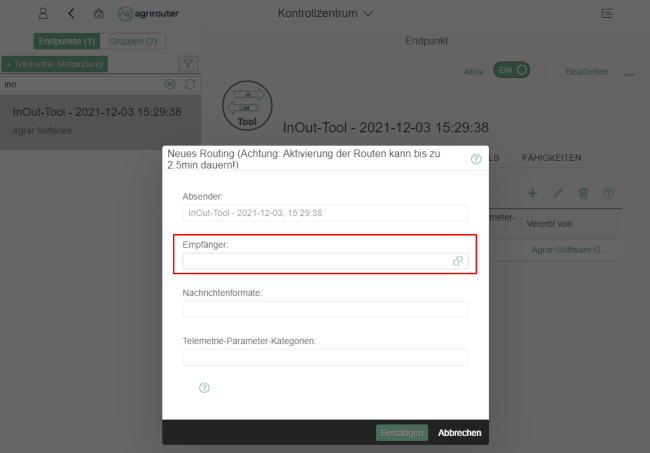 agrirouter
Kontrollzentrum
Endpunkte (1) Gruppen (2)
Endpunkt
+ Telemetrie-Verbindung
ino
Aktiv EIN Bearbeiten ...
InOut-Tool - 2021-12-03 15:29:38
Agrar Software
in
Out
Tool
InOut-Tool - 2021-12-03 15:29:38
LS FÄHIGKEITEN
meter-
Vererbt von
Agrar-Software G...
Neues Routing (Achtung: Aktivierung der Routen kann bis zu
2.5min dauern!)
Absender:
InOut-Tool - 2021-12-03, 15:29:38
Empfänger:
Nachrichtenformate:
Telemetrie-Parameter-Kategorien:
Bestätigen Abbrechen